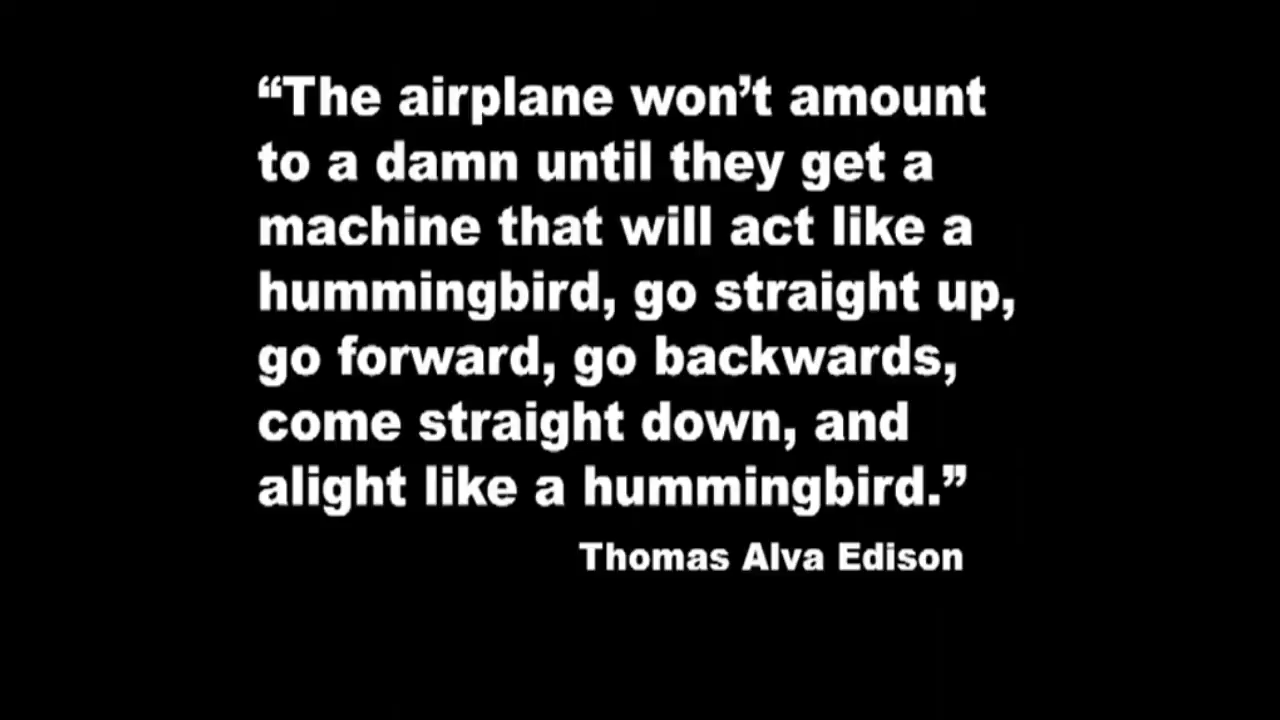 “The airplane won’t amount
to a damn until they get a
machine that will act like a
hummingbird, go straight up,
go forward, go backwards,
come straight down, and
alight like a hummingbird.”
Thomas Alva Edison